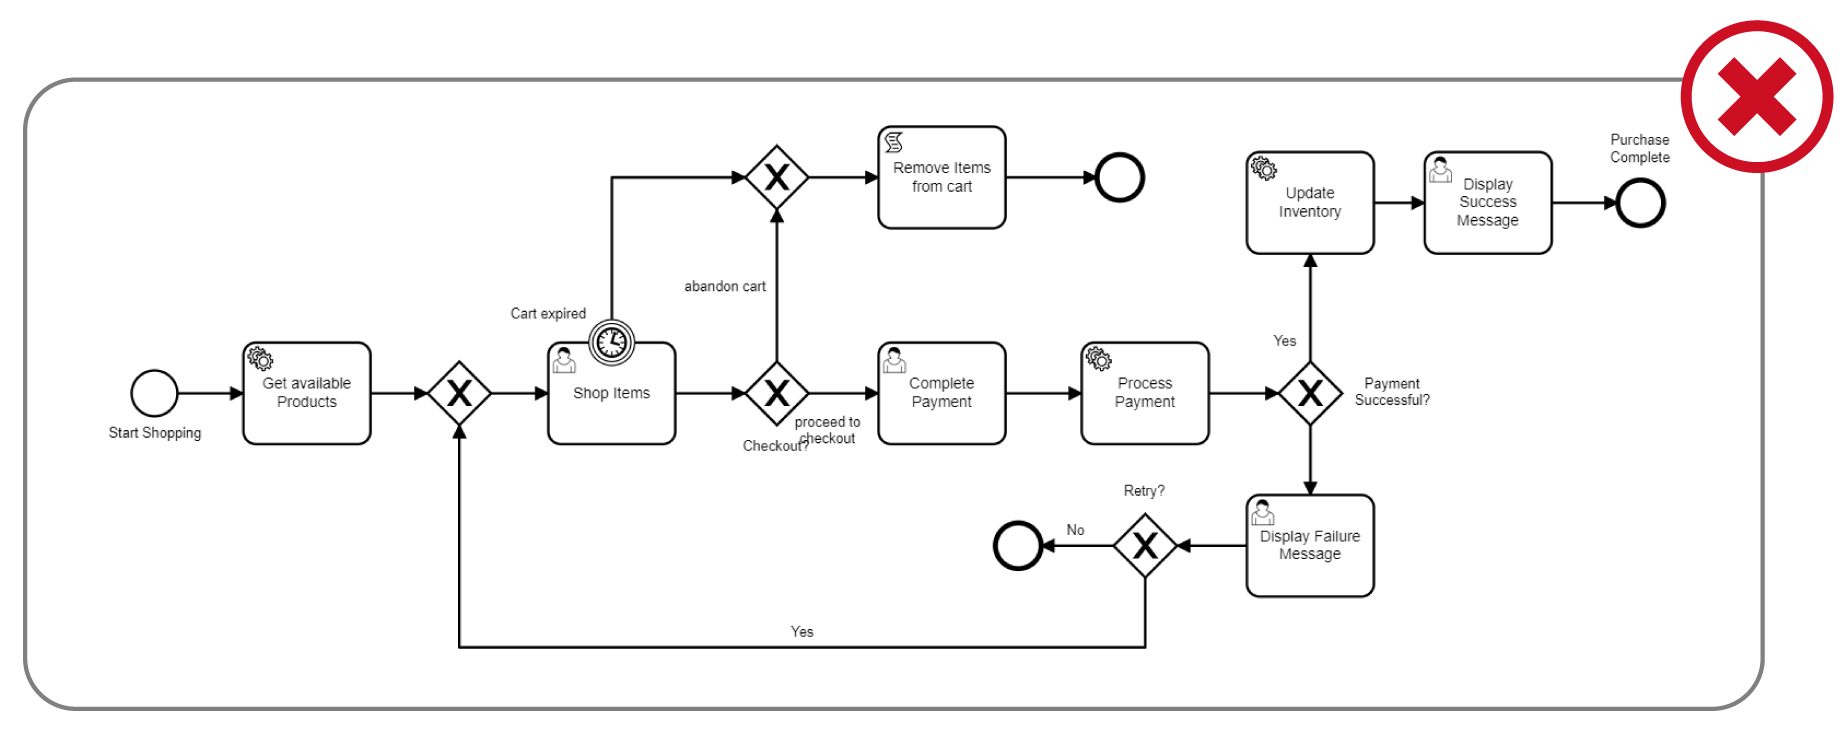 Purchase
Complete
Remove Items
from cart
Update
Inventory
Display
Success
Message
abandon cart
Cart expired
Yes
Start Shopping
Get available
Products
Shop Items
Checkout?
proceed to
checkout
Complete
Payment
Process
Payment
Payment
Successful?
Retry?
No
Display Failure
Message
Yes